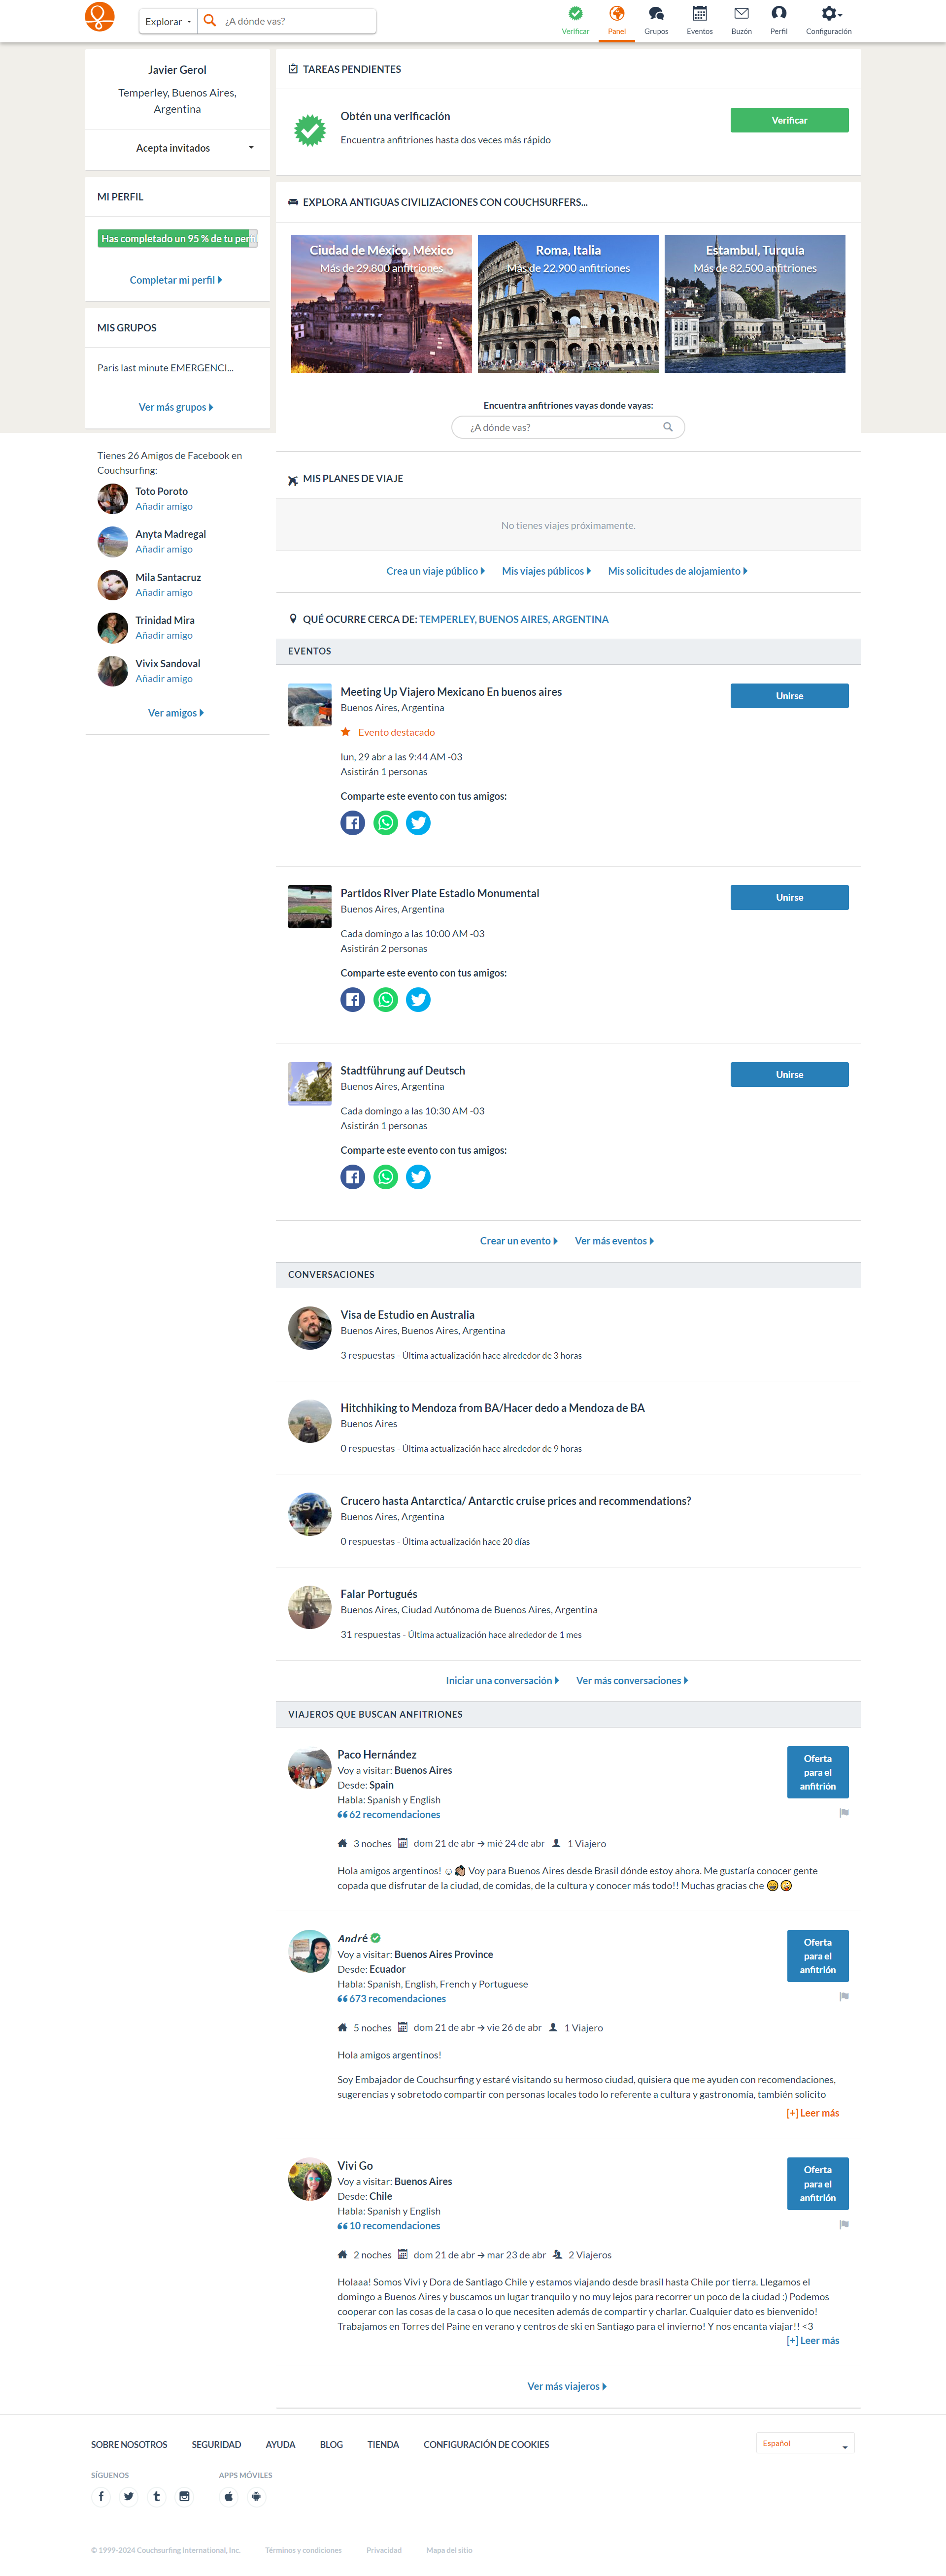 Explorar
¿A dónde vas?
Verificar
Panel
Grupos
Eventos
Buzón
Perfil
Configuración
Javier Gerol
Temperley, Buenos Aires,
Argentina
Acepta invitados
MI PERFIL
Has completado un 95 % de tu perfil
Completar mi perfil
MIS GRUPOS
Paris last minute EMERGENCI...
Ver más grupos
Tienes 26 Amigos de Facebook en
Couchsurfing:
Toto Poroto
Añadir amigo
Anyta Madregal
Añadir amigo
Mila Santacruz
Añadir amigo
Trinidad Mira
Añadir amigo
Vivix Sandoval
Añadir amigo
Ver amigos
TAREAS PENDIENTES
Obtén una verificación
Encuentra anfitriones hasta dos veces más rápido
Verificar
EXPLORA ANTIGUAS CIVILIZACIONES CON COUCHSURFERS...
Ciudad de México, México
Más de 29.800 anfitriones
Roma, Italia
Más de 22.900 anfitriones
Estambul, Turquía
Más de 82.500 anfitriones
Encuentra anfitriones vayas donde vayas:
¿A dónde vas?
MIS PLANES DE VIAJE
No tienes viajes próximamente.
Crea un viaje público
Mis viajes públicos
Mis solicitudes de alojamiento
QUÉ OCURRE CERCA DE: TEMPERLEY, BUENOS AIRES, ARGENTINA
EVENTOS
Meeting Up Viajero Mexicano En buenos aires
Buenos Aires, Argentina
Evento destacado
lun, 29 abr a las 9:44 AM -03
Asistirán 1 personas
Comparte este evento con tus amigos:
Unirse
Partidos River Plate Estadio Monumental
Buenos Aires, Argentina
Cada domingo a las 10:00 AM -03
Asistirán 2 personas
Comparte este evento con tus amigos:
Unirse
Stadtführung auf Deutsch
Buenos Aires, Argentina
Cada domingo a las 10:30 AM -03
Asistirán 1 personas
Comparte este evento con tus amigos:
Unirse
Crear un evento
Ver más eventos
CONVERSACIONES
Visa de Estudio en Australia
Buenos Aires, Buenos Aires, Argentina
3 respuestas - Última actualización hace alrededor de 3 horas
Hitchhiking to Mendoza from BA/Hacer dedo a Mendoza de BA
Buenos Aires
0 respuestas - Última actualización hace alrededor de 9 horas
Crucero hasta Antarctica/ Antarctic cruise prices and recommendations?
Buenos Aires, Argentina
0 respuestas - Última actualización hace 20 días
Falar Portugués
Buenos Aires, Ciudad Autónoma de Buenos Aires, Argentina
31 respuestas - Última actualización hace alrededor de 1 mes
Iniciar una conversación
Ver más conversaciones
VIAJEROS QUE BUSCAN ANFITRIONES
Paco Hernández
Voy a visitar: Buenos Aires
Desde: Spain
Habla: Spanish y English
62 recomendaciones
Oferta
para el
anfitrión
3 noches dom 21 de abr → mié 24 de abr 1 Viajero
Hola amigos argentinos! ☺ Voy para Buenos Aires desde Brasil dónde estoy ahora. Me gustaría conocer gente
copada que disfrutar de la ciudad, de comidas, de la cultura y conocer más todo!! Muchas gracias che
André
Voy a visitar: Buenos Aires Province
Desde: Ecuador
Habla: Spanish, English, French y Portuguese
673 recomendaciones
Oferta
para el
anfitrión
5 noches dom 21 de abr → vie 26 de abr 1 Viajero
Hola amigos argentinos!
Soy Embajador de Couchsurfing y estaré visitando su hermoso ciudad, quisiera que me ayuden con recomendaciones,
sugerencias y sobretodo compartir con personas locales todo lo referente a cultura y gastronomía, también solicito
[+] Leer más
Vivi Go
Voy a visitar: Buenos Aires
Desde: Chile
Habla: Spanish y English
10 recomendaciones
Oferta
para el
anfitrión
2 noches dom 21 de abr → mar 23 de abr 2 Viajeros
Holaaa! Somos Vivi y Dora de Santiago Chile y estamos viajando desde brasil hasta Chile por tierra. Llegamos el
domingo a Buenos Aires y buscamos un lugar tranquilo y no muy lejos para recorrer un poco de la ciudad :) Podemos
cooperar con las cosas de la casa o lo que necesiten además de compartir y charlar. Cualquier dato es bienvenido!
Trabajamos en Torres del Paine en verano y centros de ski en Santiago para el invierno! Y nos encanta viajar!! <3
[+] Leer más
Ver más viajeros
SOBRE NOSOTROS
SEGURIDAD
AYUDA
BLOG
TIENDA
CONFIGURACIÓN DE COOKIES
Español
SÍGUENOS
APPS MÓVILES
© 1999-2024 Couchsurfing International, Inc.
Términos y condiciones
Privacidad
Mapa del sitio